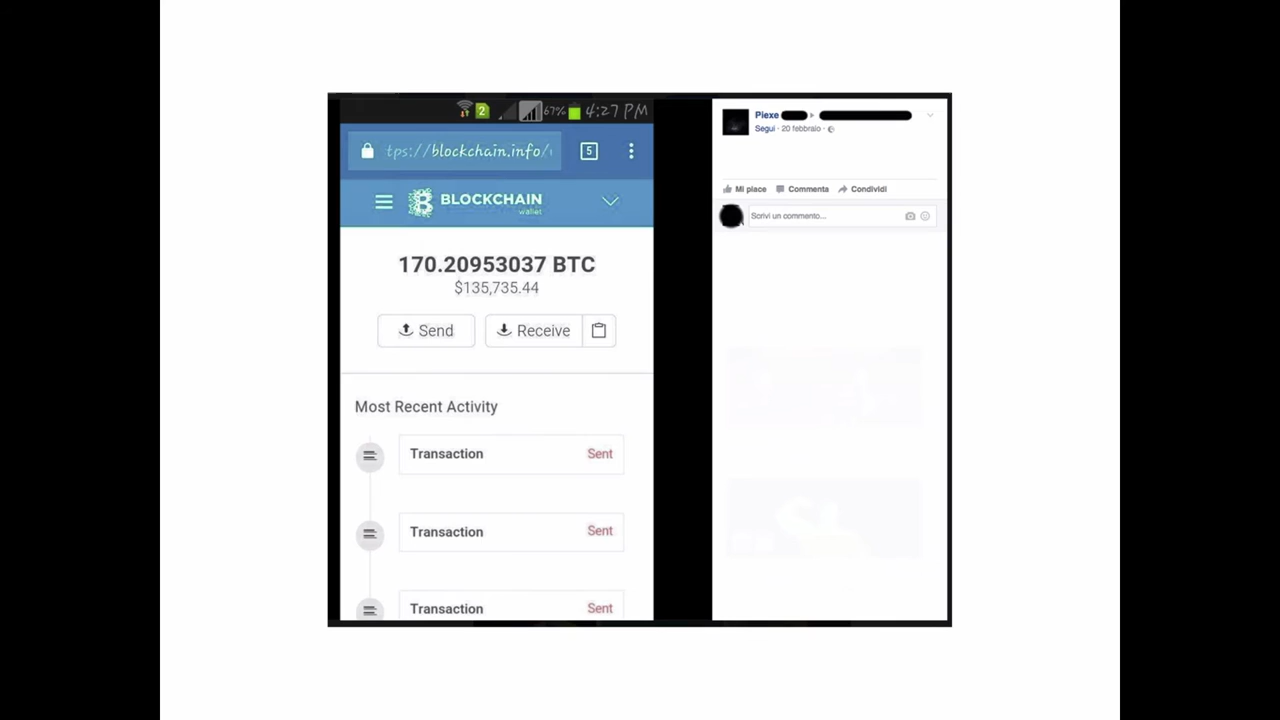 2 67% 4:27 PM
tps://blockchain.info/
5
BLOCKCHAIN
wallet
170.20953037 BTC
$135,735.44
Send Receive
Most Recent Activity
Transaction Sent
Transaction Sent
Transaction Sent
Piexe
Segui · 20 febbraio ·
Mi piace Commenta Condividi
Scrivi un commento...